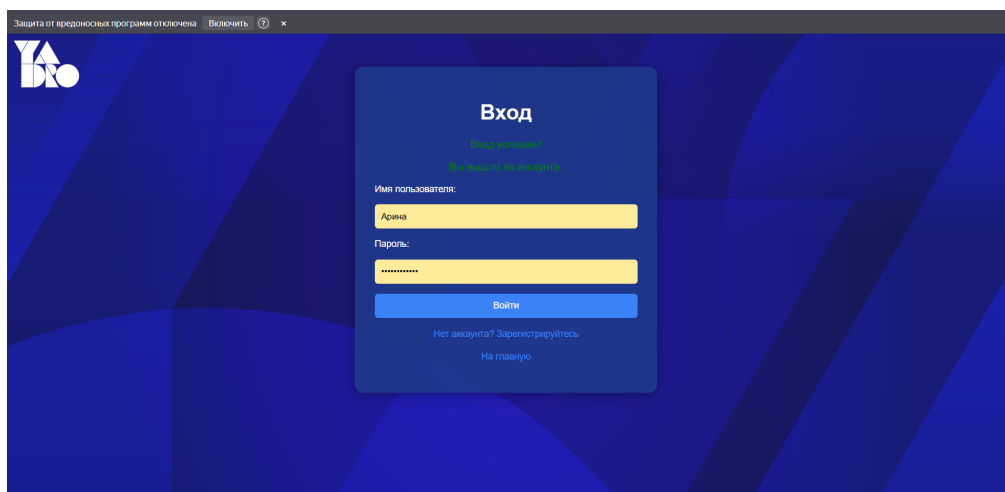 Защита от вредоносных программ отключена Включить ? ×
YADRO
Вход
Вход успешен!
Вы вышли из аккаунта.
Имя пользователя:
Арина
Пароль:
••••••••••••
Войти
Нет аккаунта? Зарегистрируйтесь
На главную